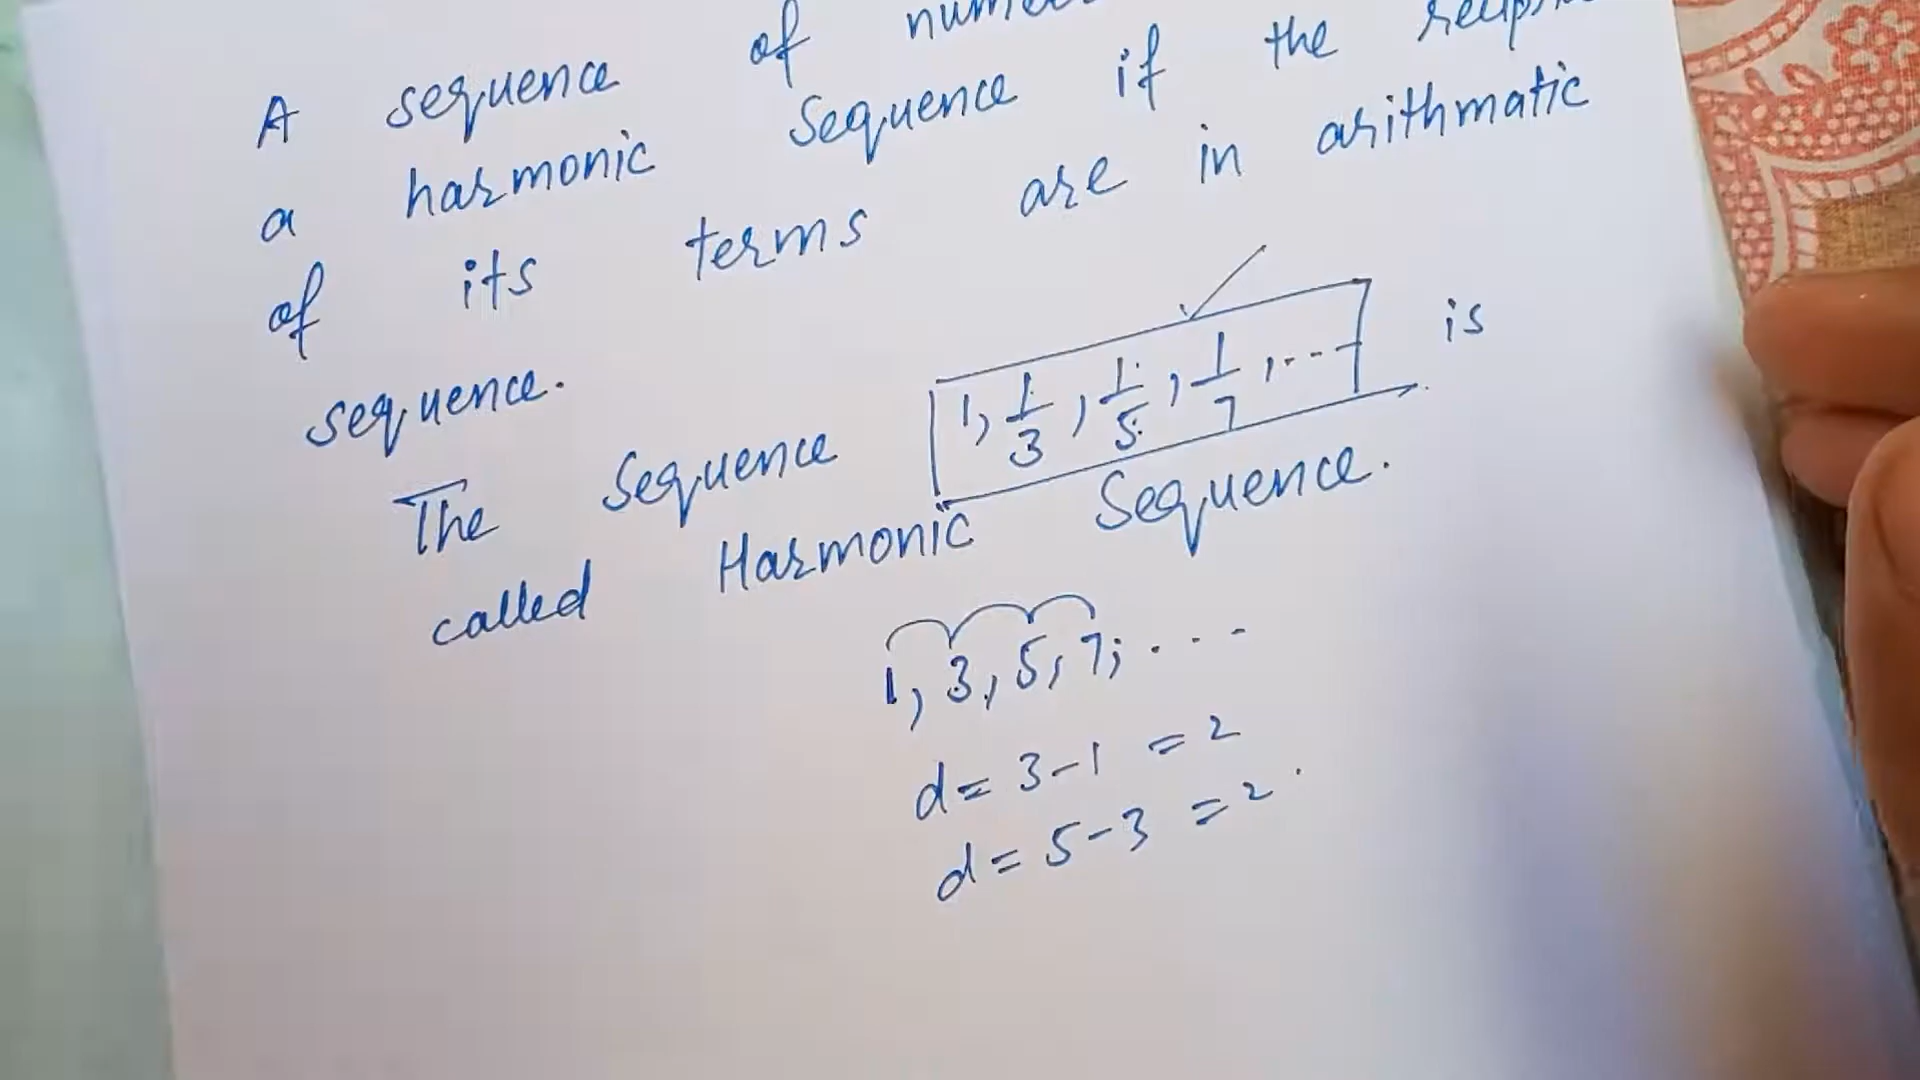 A sequence of
a harmonic Sequence if the
of its terms are in arithmatic
sequence.
The Sequence 1, 1/3, 1/5, 1/7, ... is
called Harmonic Sequence.
1, 3, 5, 7, ...
d = 3-1 = 2
d = 5-3 = 2